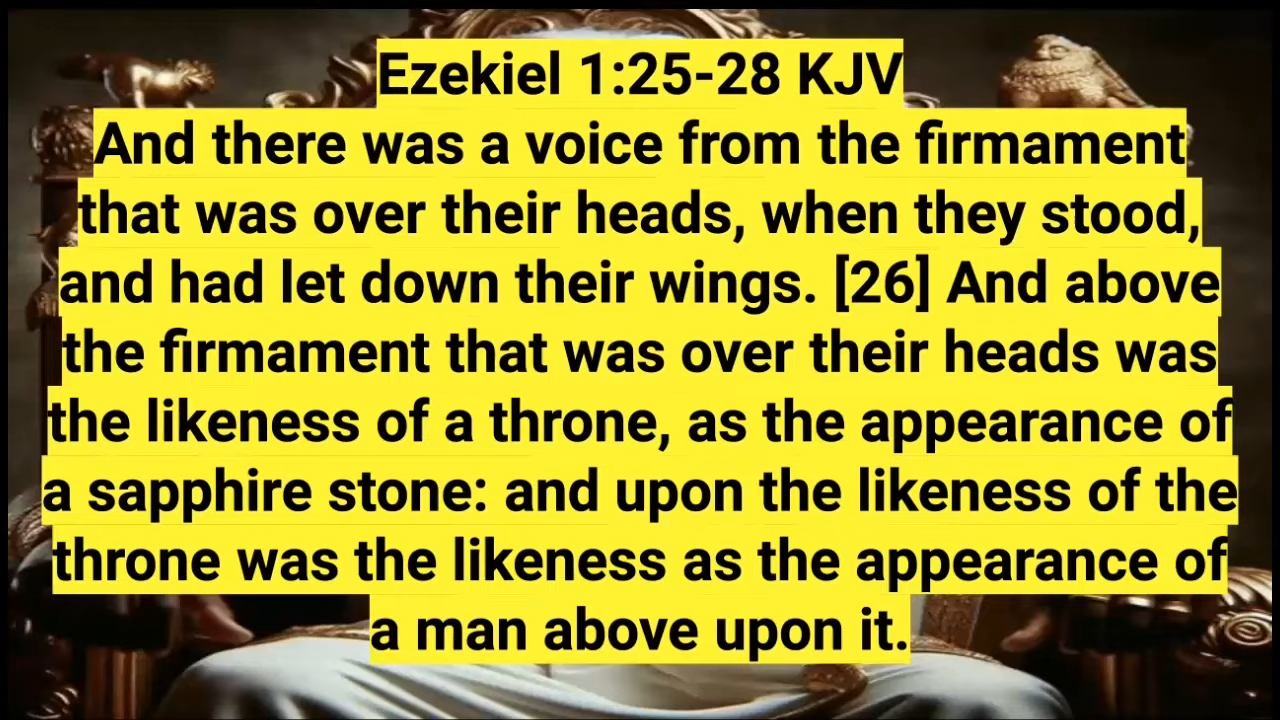 Ezekiel 1:25-28 KJV
And there was a voice from the firmament
that was over their heads, when they stood,
and had let down their wings. [26] And above
the firmament that was over their heads was
the likeness of a throne, as the appearance of
a sapphire stone: and upon the likeness of the
throne was the likeness as the appearance of
a man above upon it.